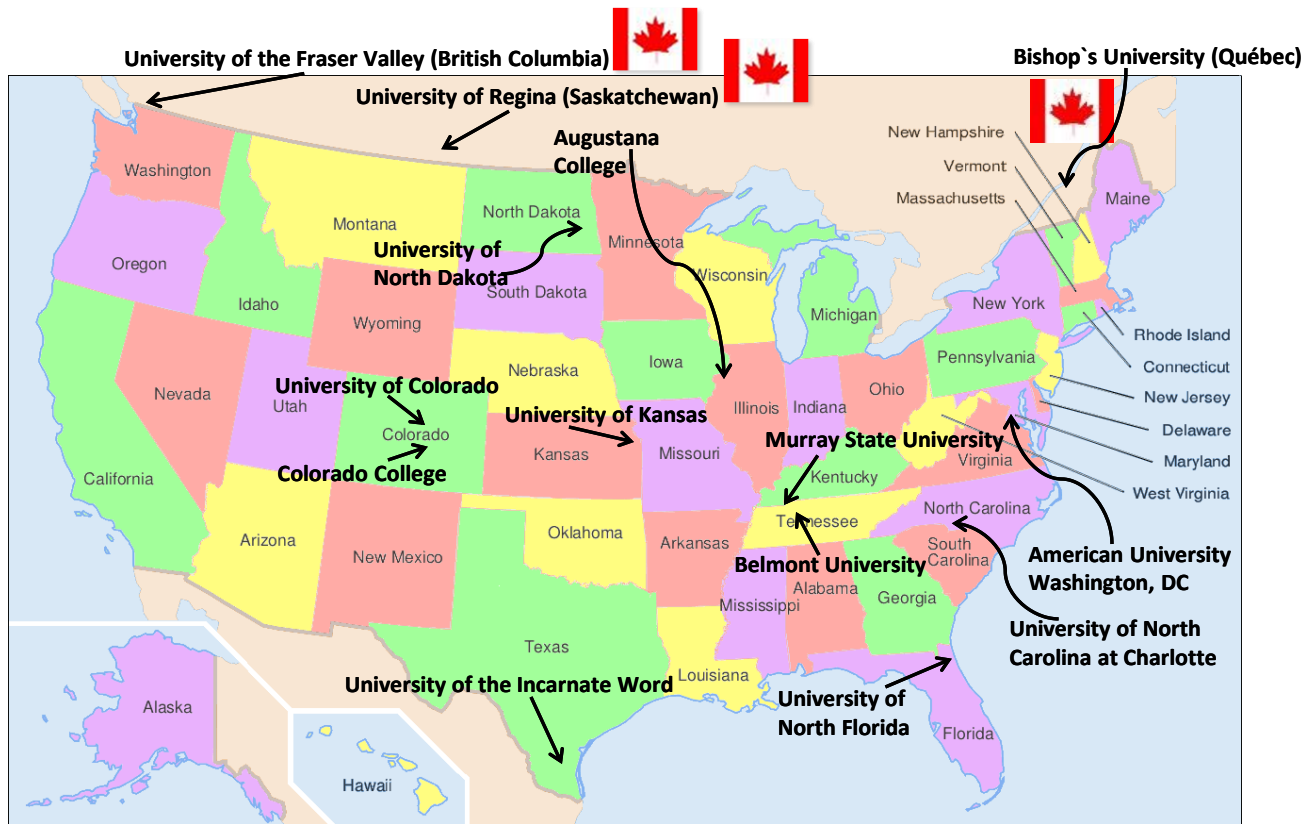 University of the Fraser Valley (British Columbia)
Bishop`s University (Québec)
University of Regina (Saskatchewan)
Augustana
College
New Hampshire
Vermont
Massachusetts
Washington
Montana
North Dakota
Minnesota
Maine
University of
North Dakota
Oregon
Idaho
Wyoming
South Dakota
Wisconsin
Michigan
New York
Rhode Island
Connecticut
New Jersey
Delaware
Maryland
West Virginia
Nevada
Utah
University of Colorado
Colorado
Colorado College
Nebraska
Iowa
University of Kansas
Kansas
Missouri
Illinois
Indiana
Ohio
Pennsylvania
Murray State University
Kentucky
Virginia
California
Arizona
New Mexico
Oklahoma
Arkansas
Tennessee
North Carolina
Belmont University
South
Carolina
American University
Washington, DC
Mississippi
Alabama
Georgia
University of North
Carolina at Charlotte
Texas
Louisiana
University of the Incarnate Word
University of
North Florida
Florida
Alaska
Hawaii